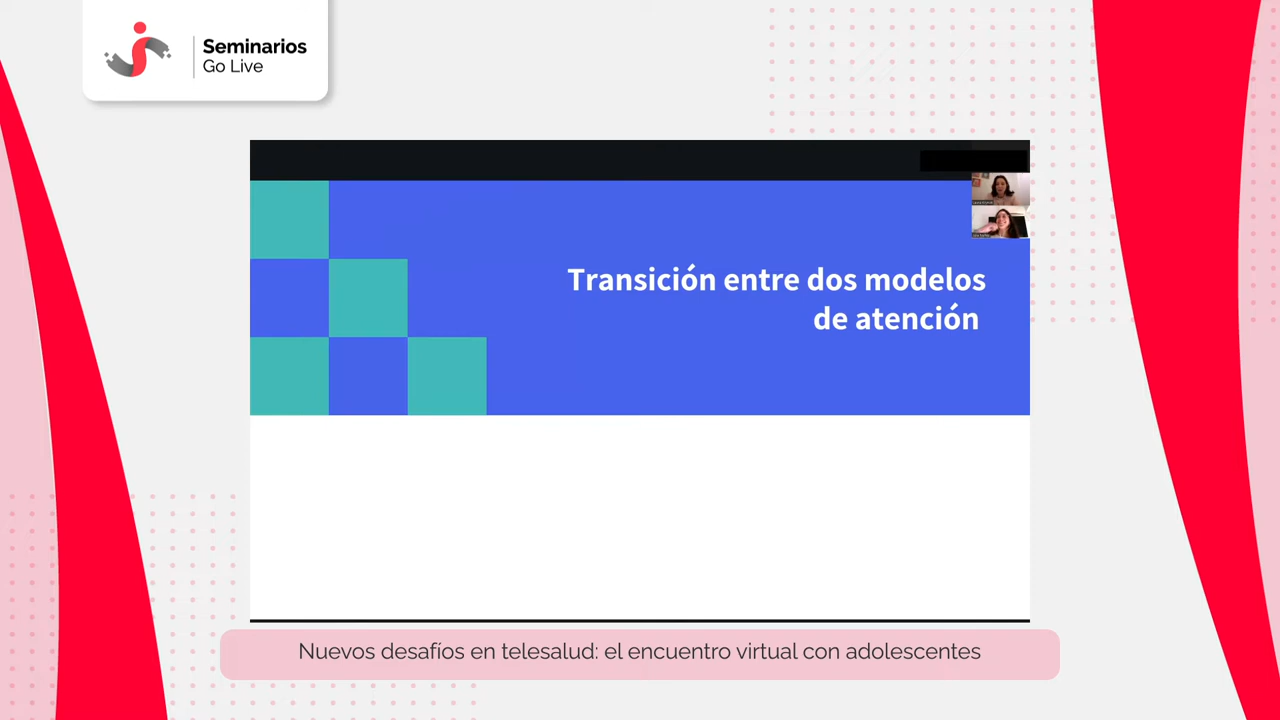 Seminarios
Go Live
Transición entre dos modelos
de atención
Nuevos desafíos en telesalud: el encuentro virtual con adolescentes